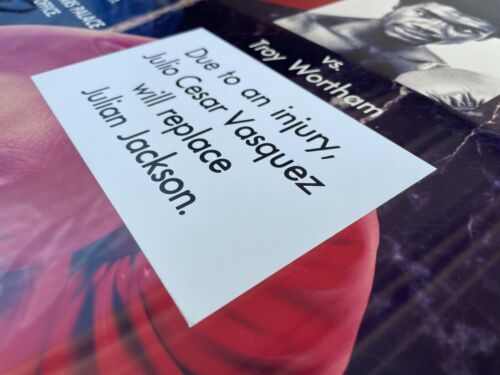 vs.
Troy Wortham
Due to an injury,
Julio Cesar Vasquez
will replace
Julian Jackson.